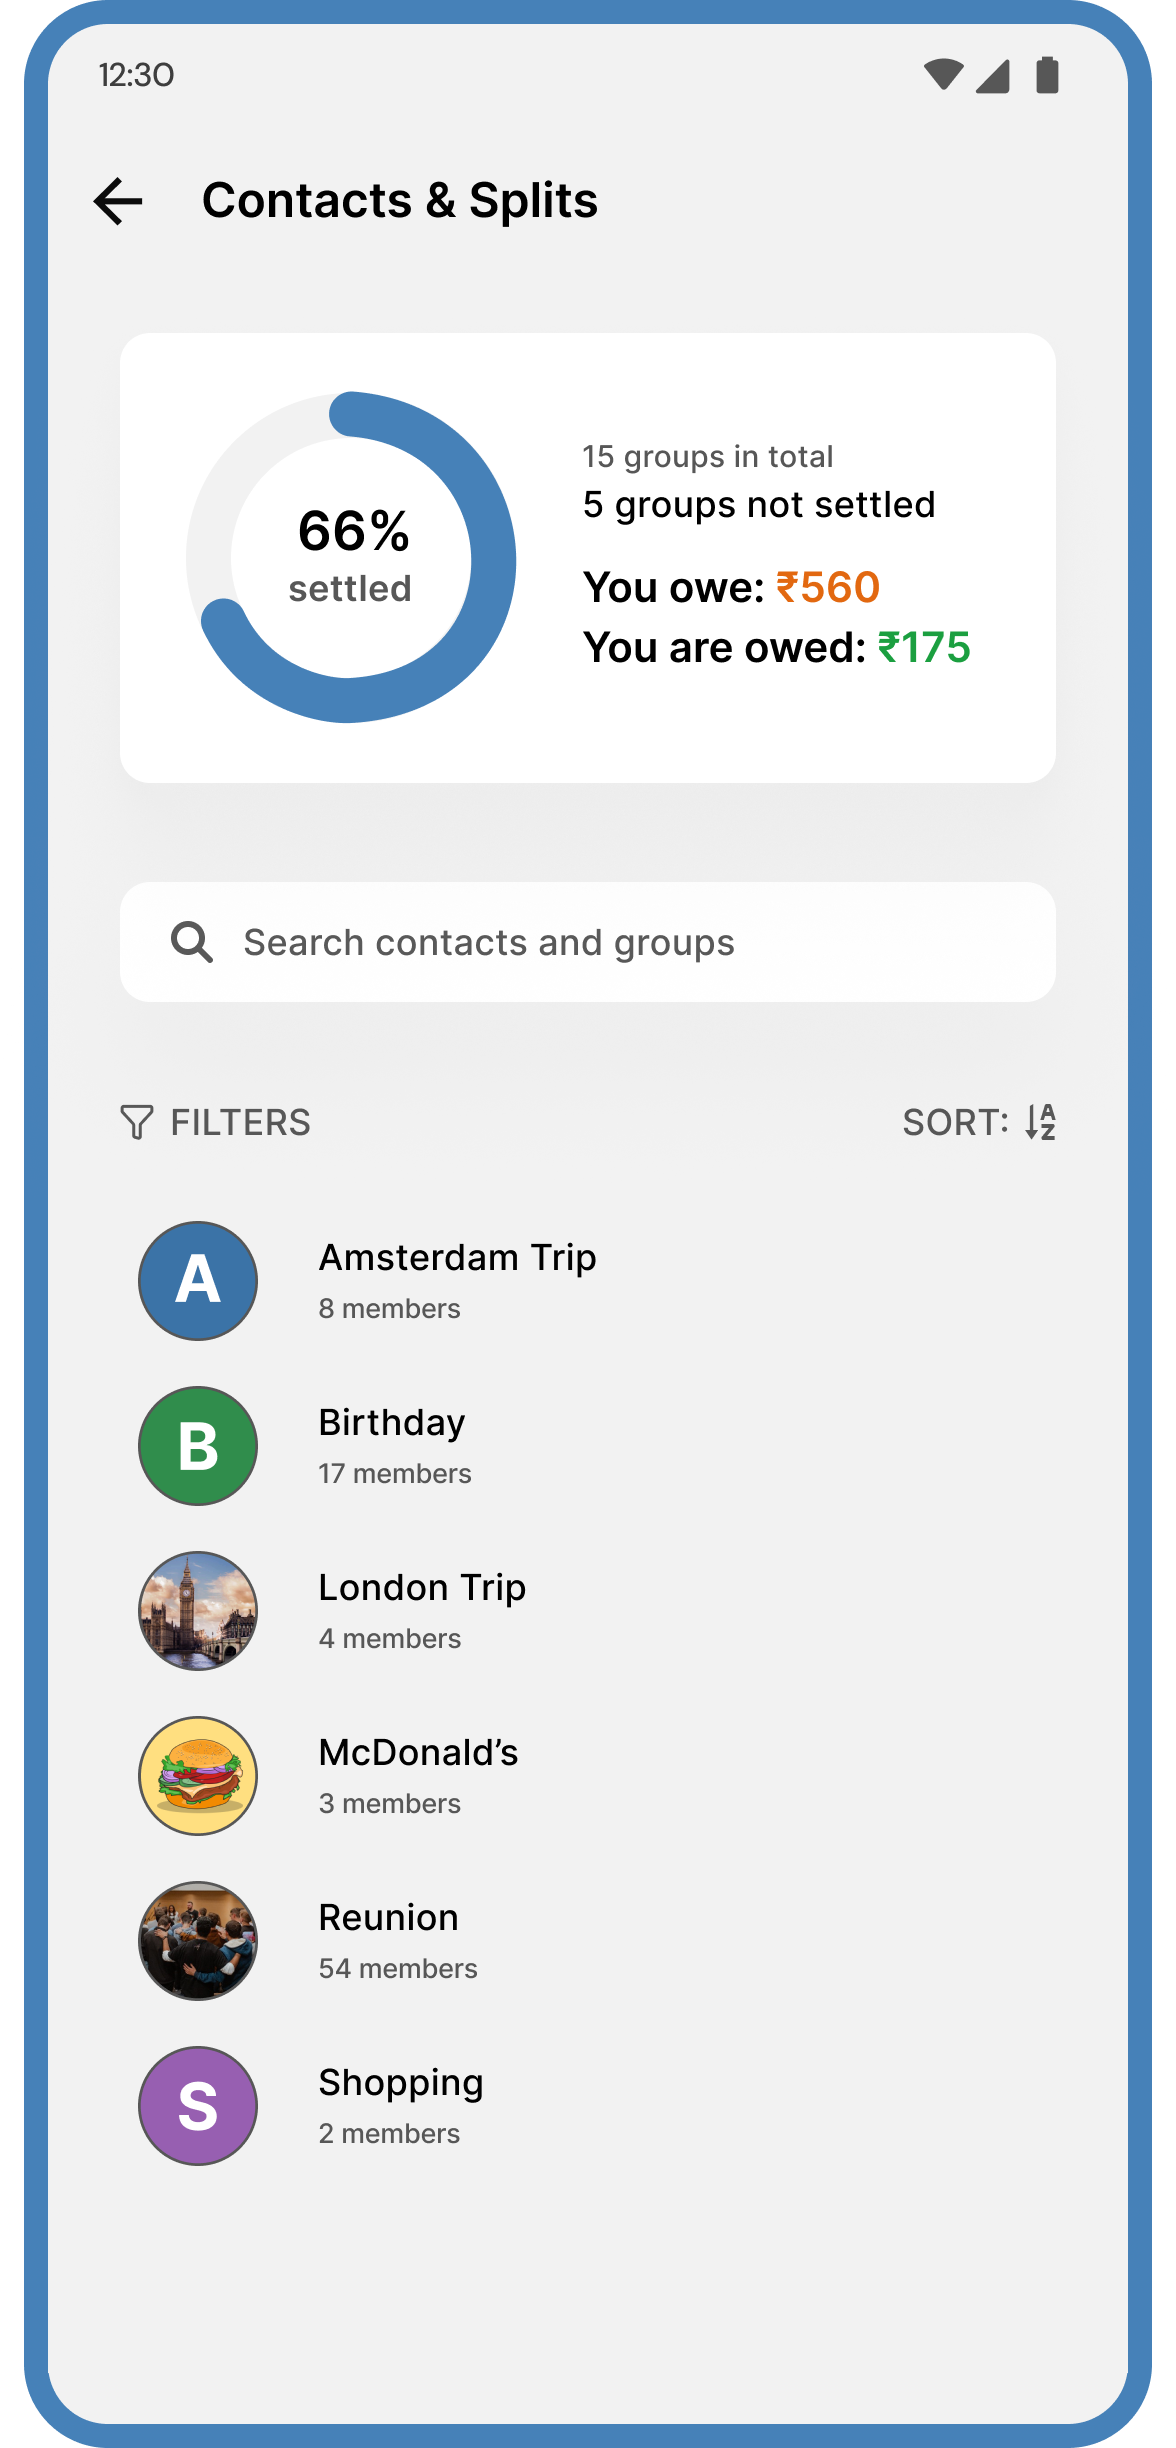 12:30
Contacts & Splits
66%
settled
15 groups in total
5 groups not settled
You owe: ₹560
You are owed: ₹175
Search contacts and groups
FILTERS
SORT: A Z
A
Amsterdam Trip
8 members
B
Birthday
17 members
London Trip
4 members
McDonald’s
3 members
Reunion
54 members
S
Shopping
2 members